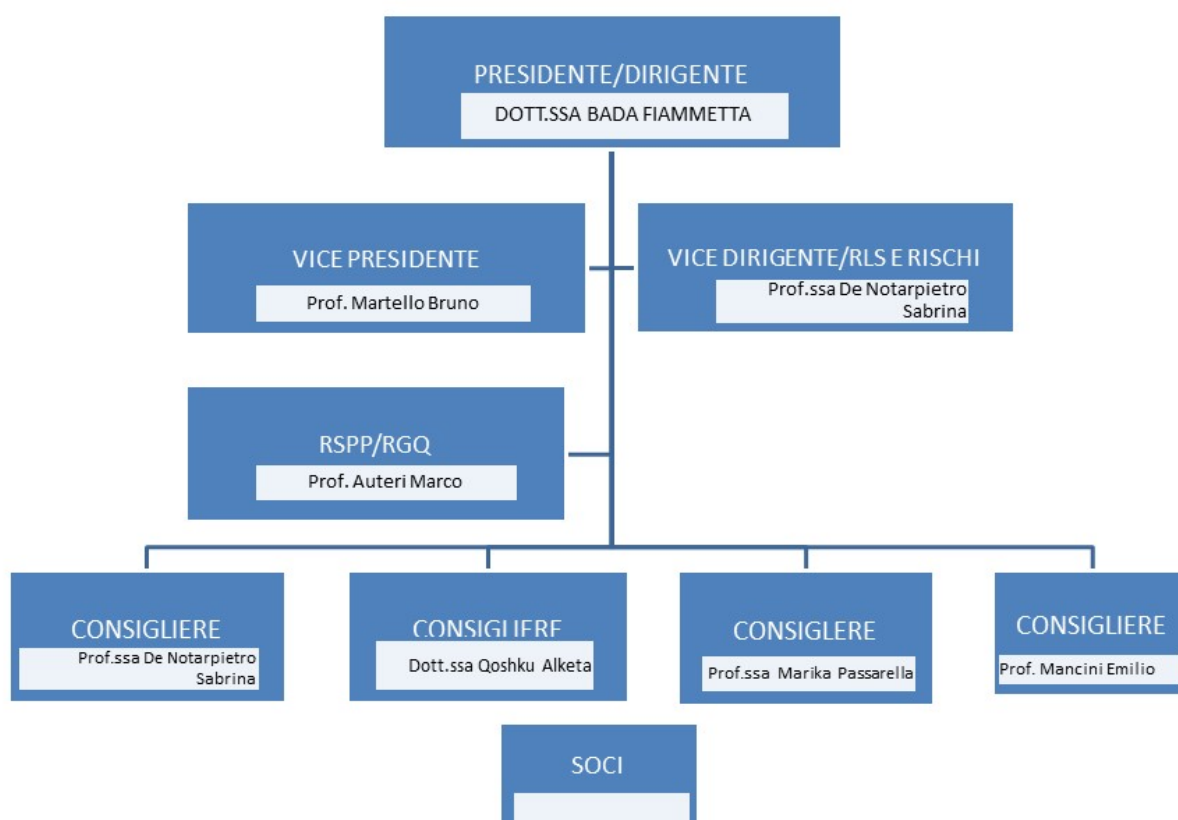 PRESIDENTE/DIRIGENTE
DOTT.SSA BADA FIAMMETTA
VICE PRESIDENTE
Prof. Martello Bruno
VICE DIRIGENTE/RLS E RISCHI
Prof.ssa De Notarpietro
Sabrina
RSPP/RGQ
Prof. Auteri Marco
CONSIGLIERE
Prof.ssa De Notarpietro
Sabrina
CONSIGLIERE
Dott.ssa Qoshku Alketa
CONSIGLERE
Prof.ssa Marika Passarella
CONSIGLIERE
Prof. Mancini Emilio
SOCI